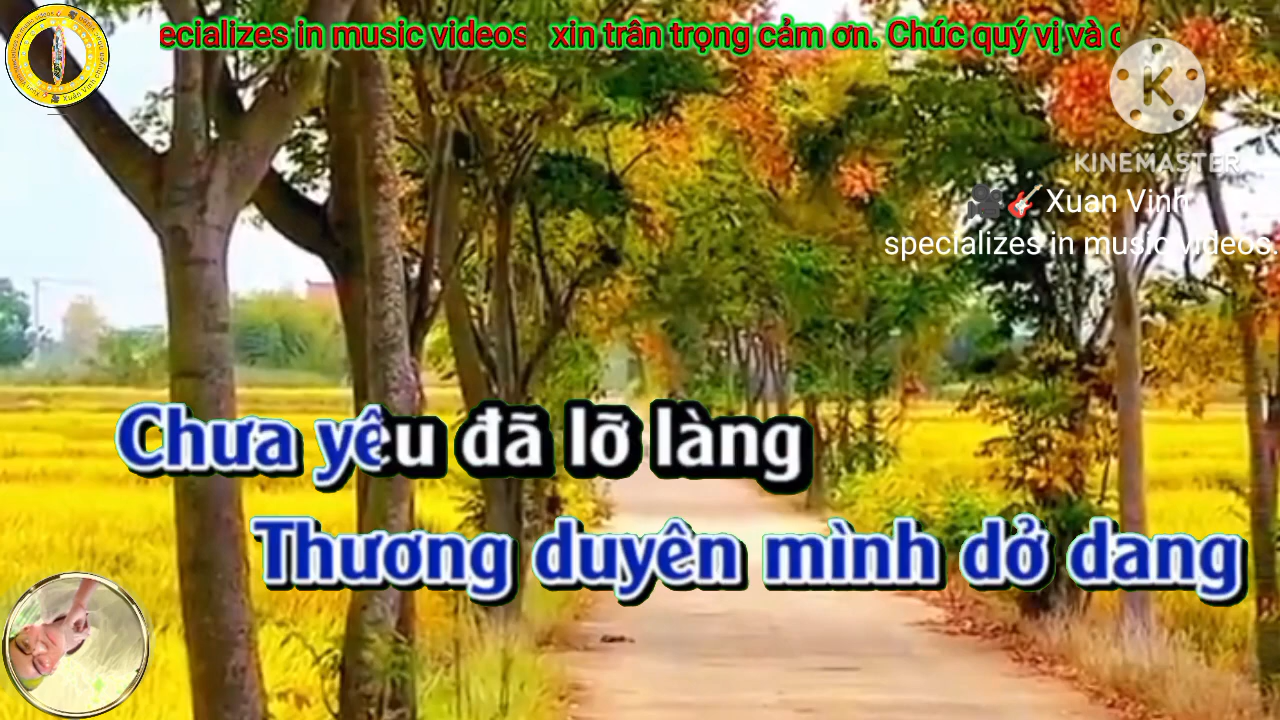 ecializes in music videos xin trân trọng cảm ơn. Chúc quý vị và
K
KINEMASTER
🎥🎸 Xuan Vinh
specializes in music videos.
Chưa yêu đã lỡ làng
Thương duyên mình dở dang